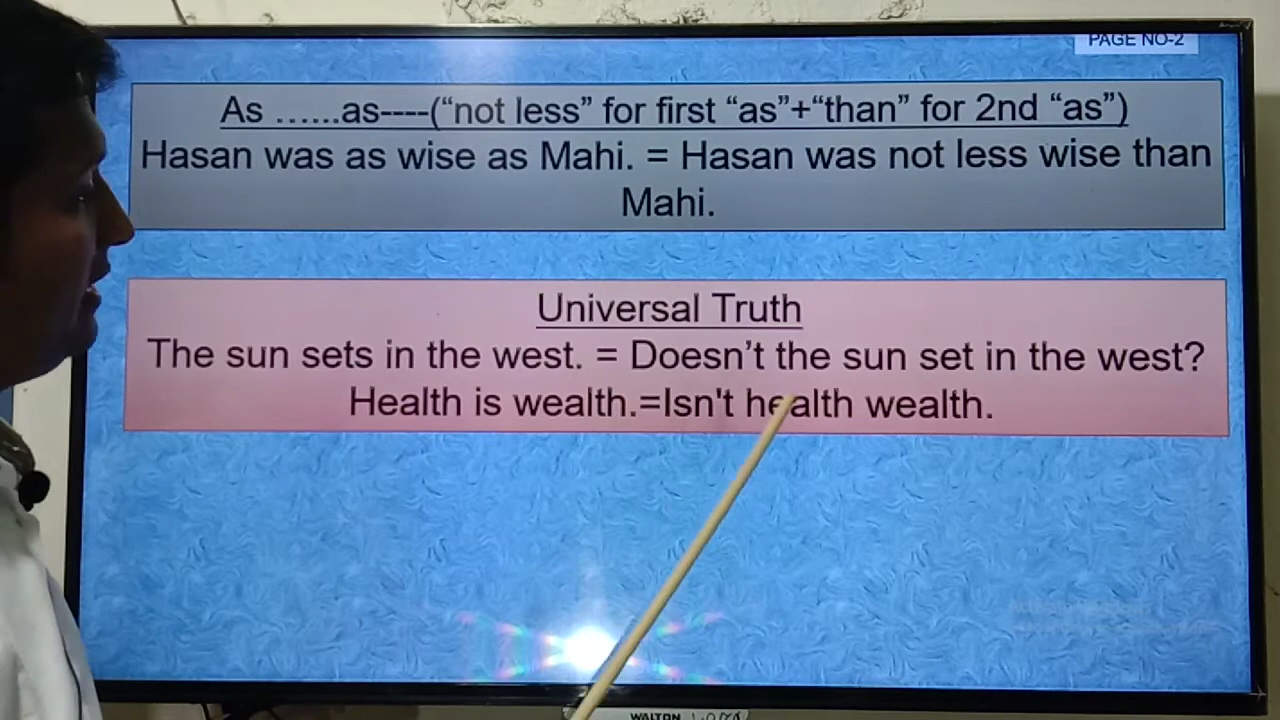 PAGE NO-2
As ......as----(“not less” for first “as”+“than” for 2nd “as”)
Hasan was as wise as Mahi. = Hasan was not less wise than
Mahi.
Universal Truth
The sun sets in the west. = Doesn’t the sun set in the west?
Health is wealth.=Isn't health wealth.
WALTON